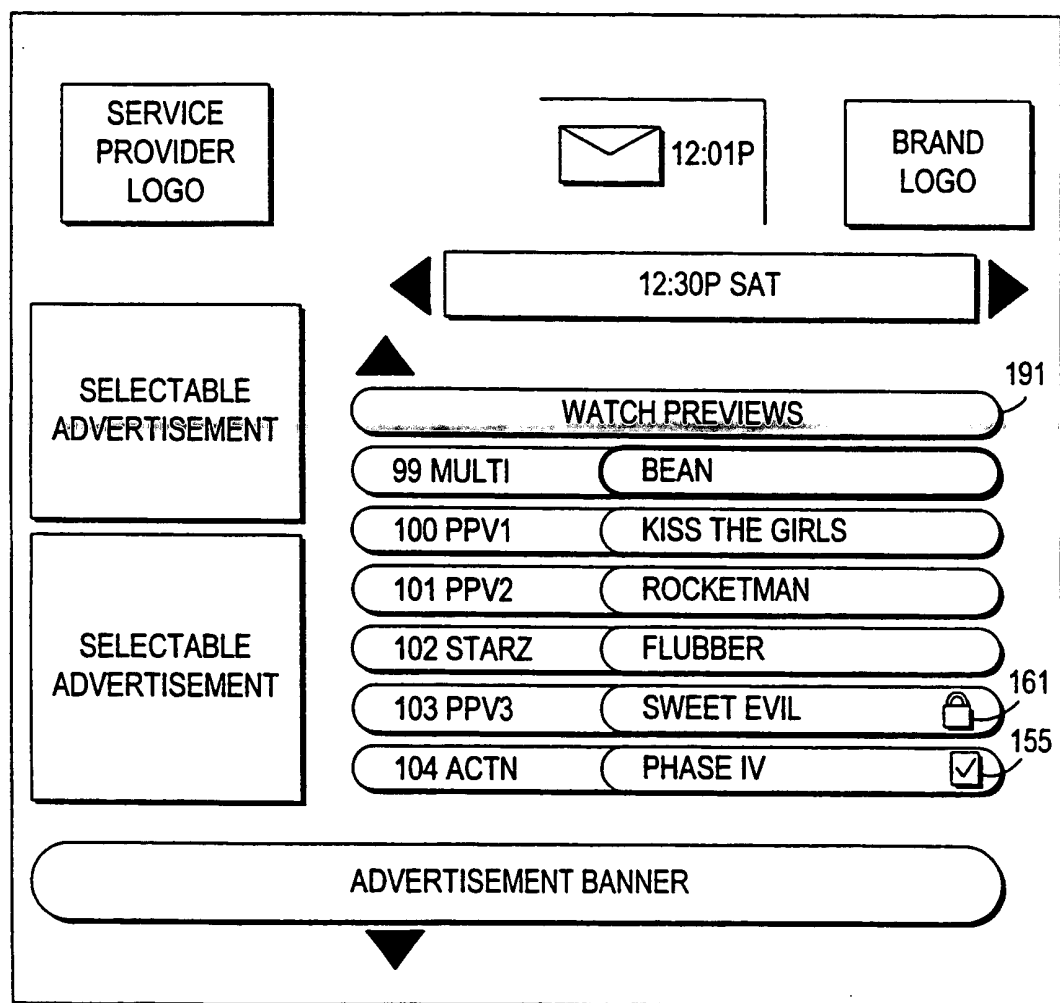 SERVICE
PROVIDER
LOGO
12:01P
BRAND
LOGO
12:30P SAT
SELECTABLE
ADVERTISEMENT
SELECTABLE
ADVERTISEMENT
191
WATCH PREVIEWS
99 MULTI BEAN
100 PPV1 KISS THE GIRLS
101 PPV2 ROCKETMAN
102 STARZ FLUBBER
103 PPV3 SWEET EVIL
161
104 ACTN PHASE IV
155
ADVERTISEMENT BANNER